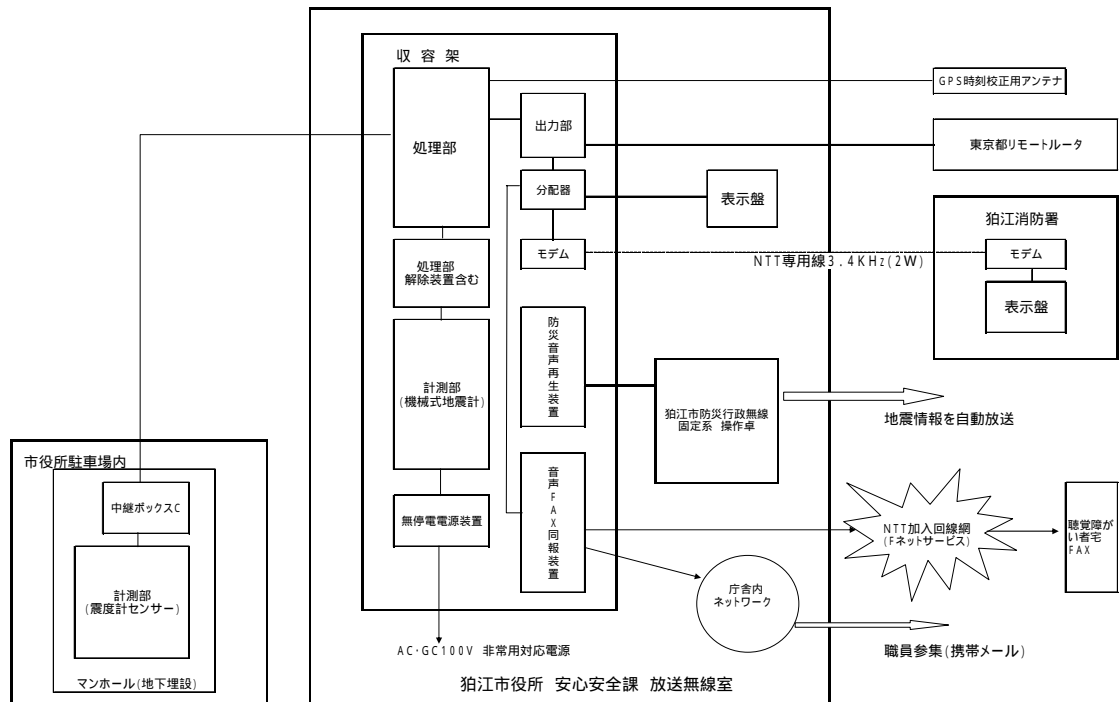 収容架
処理部
出力部
分配器
モデム
処理部
解除装置含む
計測部
(機械式地震計)
無停電電源装置
防災音声再生装置
音声FAX同報装置
表示盤
GPS時刻校正用アンテナ
東京都リモートルータ
狛江消防署
モデム
表示盤
NTT専用線3.4KHz(2W)
狛江市防災行政無線
固定系 操作卓
地震情報を自動放送
NTT加入回線網
(Fネットサービス)
聴覚障が
い者宅
FAX
庁舎内
ネットワーク
職員参集(携帯メール)
AC・GC100V 非常用対応電源
狛江市役所 安心安全課 放送無線室
市役所駐車場内
中継ボックスC
計測部
(震度計センサー)
マンホール(地下埋設)